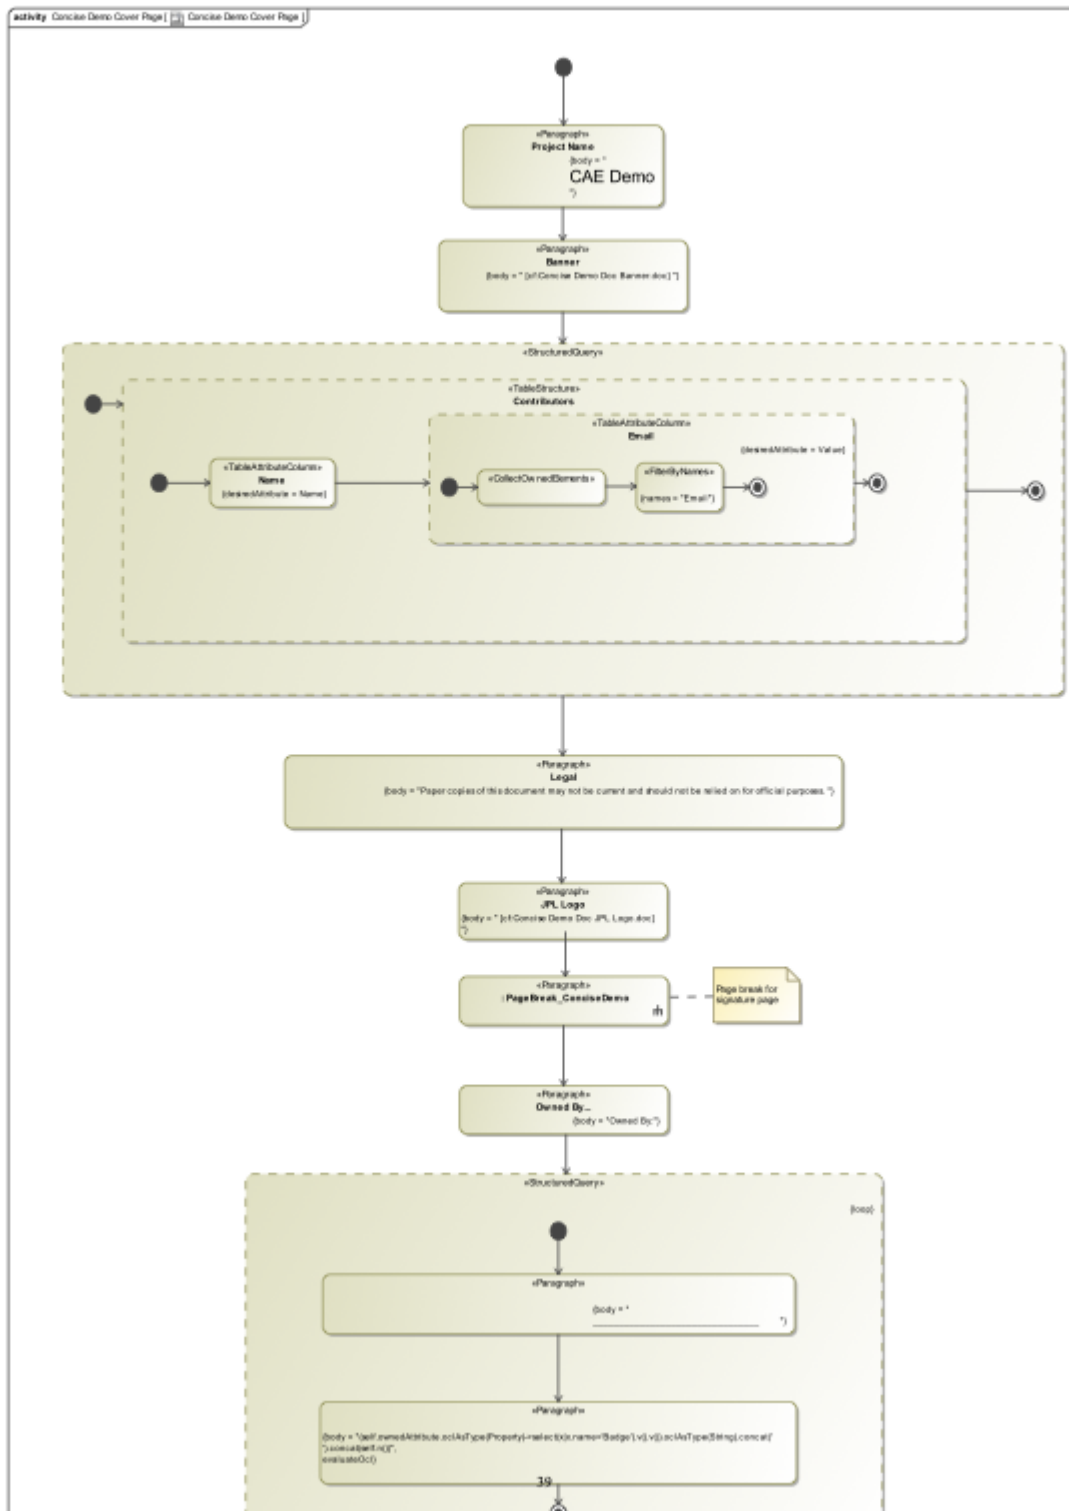 activity Concise Demo Cover Page [ Concise Demo Cover Page ]
«Paragraph»
Project Name
{body = "
CAE Demo
"}
«Paragraph»
Banner
{body = " [cf:Concise Demo Doc Banner.doc] "}
«StructuredQuery»
«TableStructure»
Contributors
«TableAttributeColumn»
Email
{desiredAttribute = Value}
«TableAttributeColumn»
Name
{desiredAttribute = Name}
«CollectOwnedElements»
«FilterByNames»
{names = "Email"}
«Paragraph»
Legal
{body = "Paper copies of this document may not be current and should not be relied on for official purposes. "}
«Paragraph»
JPL Logo
{body = " [cf:Concise Demo Doc JPL Logo.doc]
"}
«Paragraph»
: PageBreak_ConciseDemo
Page break for
signature page
«Paragraph»
Owned By...
{body = "Owned By:"}
«StructuredQuery»
{loop}
«Paragraph»
{body = "
"}
«Paragraph»
").concat(self.n())",
evaluateOcl}
39